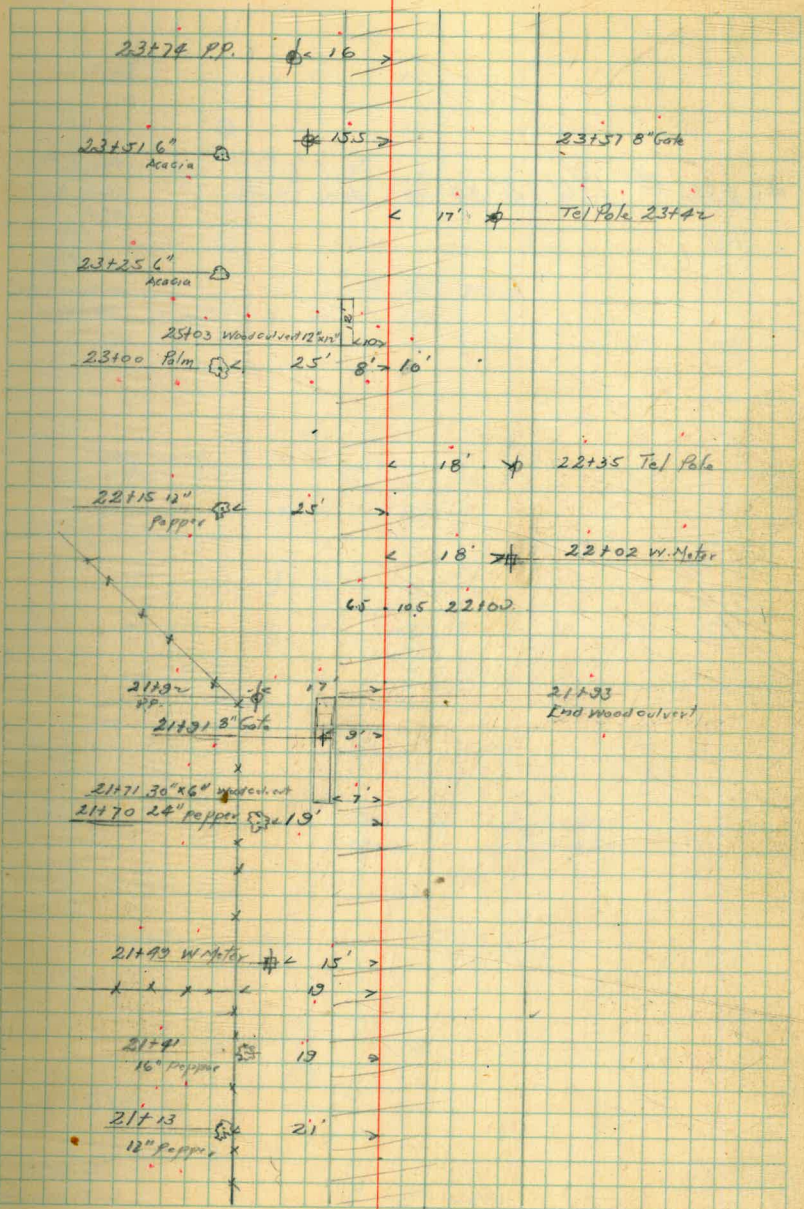 23+74 P.P. 16
15.5 23+57 8" Gate
23+51 6"
Acacia
17' Tel Pole 23+42
23+25 6"
Acacia
12'
25+03 Wood culvert 12"x12" 10
23+00 Palm 25' 8' 10'
18' 22+35 Tel Pole
22+15 12" 25'
Pepper
18' 22+02 W. Meter
6.5 10.5 22+00
21+92 17' 21+93
P.P. End wood culvert
21+91 8" Gate 9'
21+71 30"x6" wood culvert 7'
21+70 24" pepper 19'
21+49 W Meter 15'
19
21+41 19
16" Pepper
21+13 21'
12" Pepper